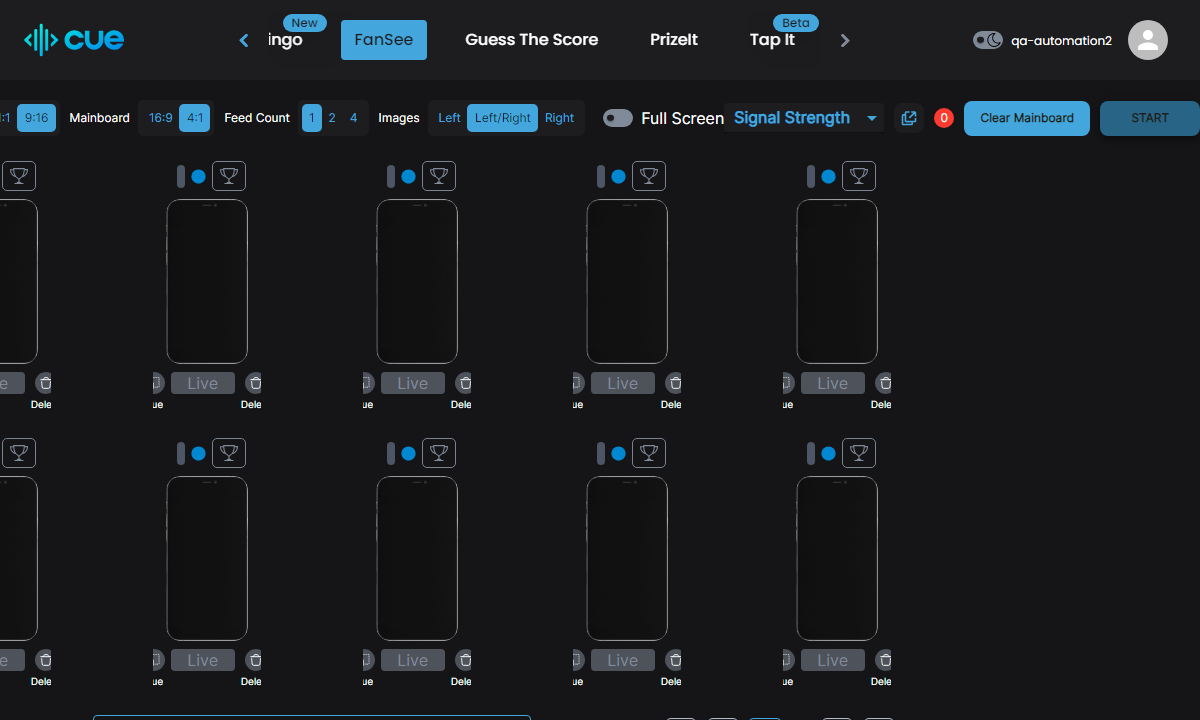 cue
New
ingo
FanSee
Guess The Score
PrizeIt
Beta
Tap It
qa-automation2
:1
9:16
Mainboard
16:9
4:1
Feed Count
1
2
4
Images
Left
Left/Right
Right
Full Screen
Signal Strength
0
Clear Mainboard
START
e
Live
Live
Live
Live
Dele
ue
Dele
ue
Dele
ue
Dele
ue
Dele
e
Live
Live
Live
Live
Dele
ue
Dele
ue
Dele
ue
Dele
ue
Dele